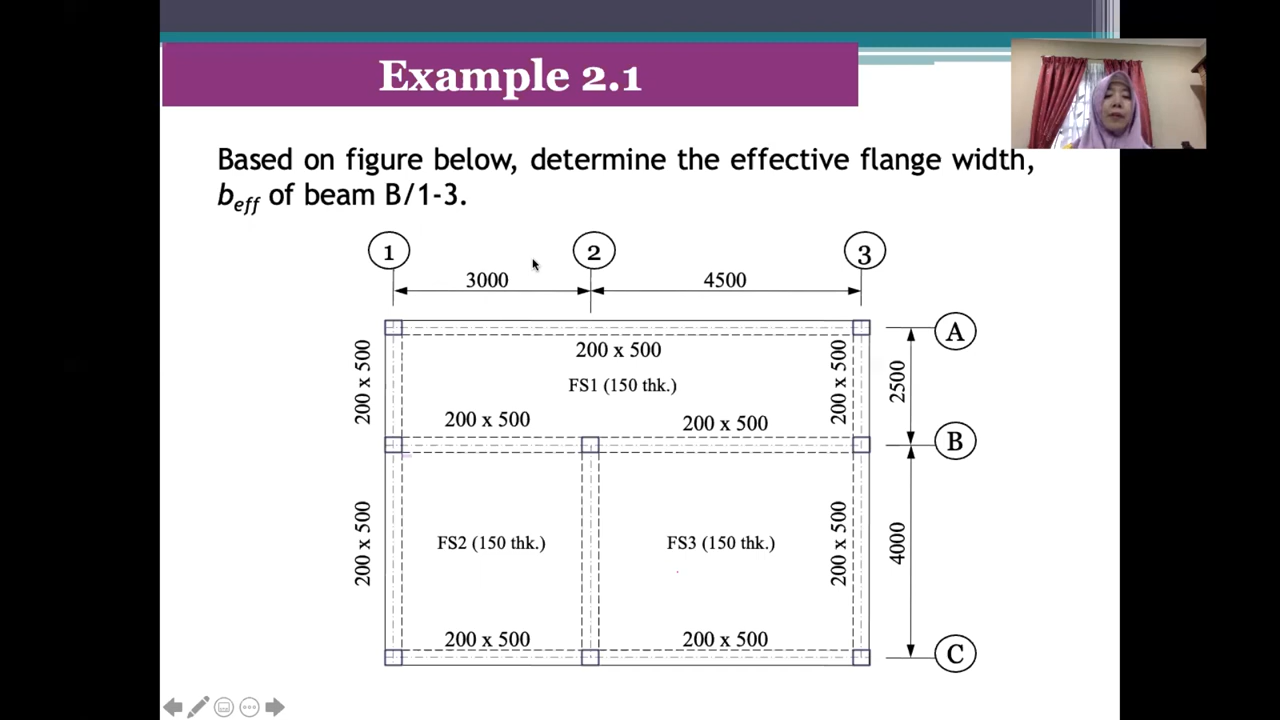 Example 2.1
Based on figure below, determine the effective flange width,
beff of beam B/1-3.
1
2
3
3000
4500
A
200 x 500
200 x 500
200 x 500
2500
FS1 (150 thk.)
200 x 500
200 x 500
B
200 x 500
FS2 (150 thk.)
FS3 (150 thk.)
200 x 500
4000
200 x 500
200 x 500
C